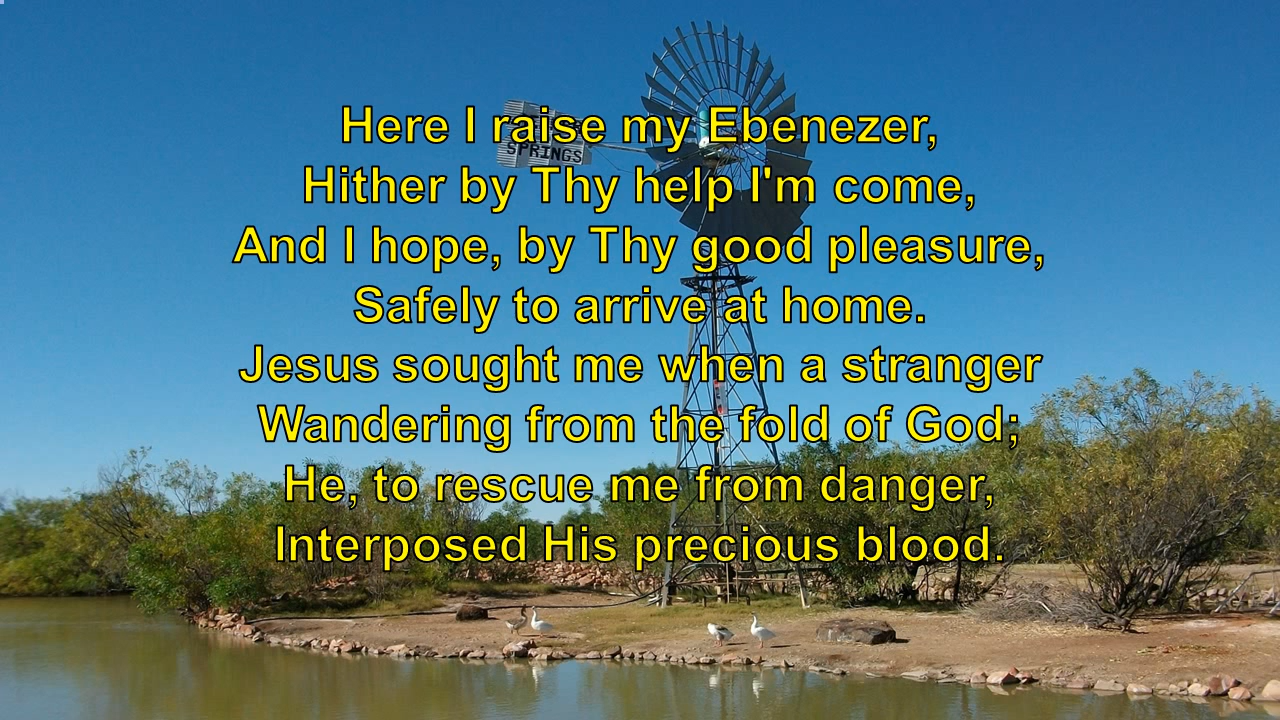 Here I raise my Ebenezer,
SPRINGS
Hither by Thy help I'm come,
And I hope, by Thy good pleasure,
Safely to arrive at home.
Jesus sought me when a stranger
Wandering from the fold of God;
He, to rescue me from danger,
Interposed His precious blood.